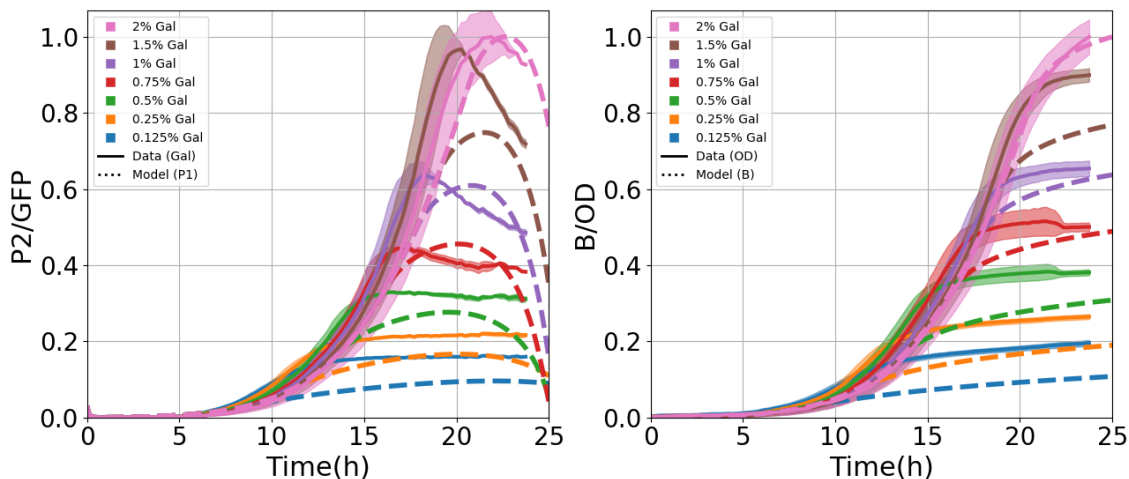 P2/GFP
1.0
0.8
0.6
0.4
0.2
0.0
2% Gal
1.5% Gal
1% Gal
0.75% Gal
0.5% Gal
0.25% Gal
0.125% Gal
Data (Gal)
Model (P1)
0 5 10 15 20 25
Time(h)
B/OD
1.0
0.8
0.6
0.4
0.2
0.0
2% Gal
1.5% Gal
1% Gal
0.75% Gal
0.5% Gal
0.25% Gal
0.125% Gal
Data (OD)
Model (B)
0 5 10 15 20 25
Time(h)